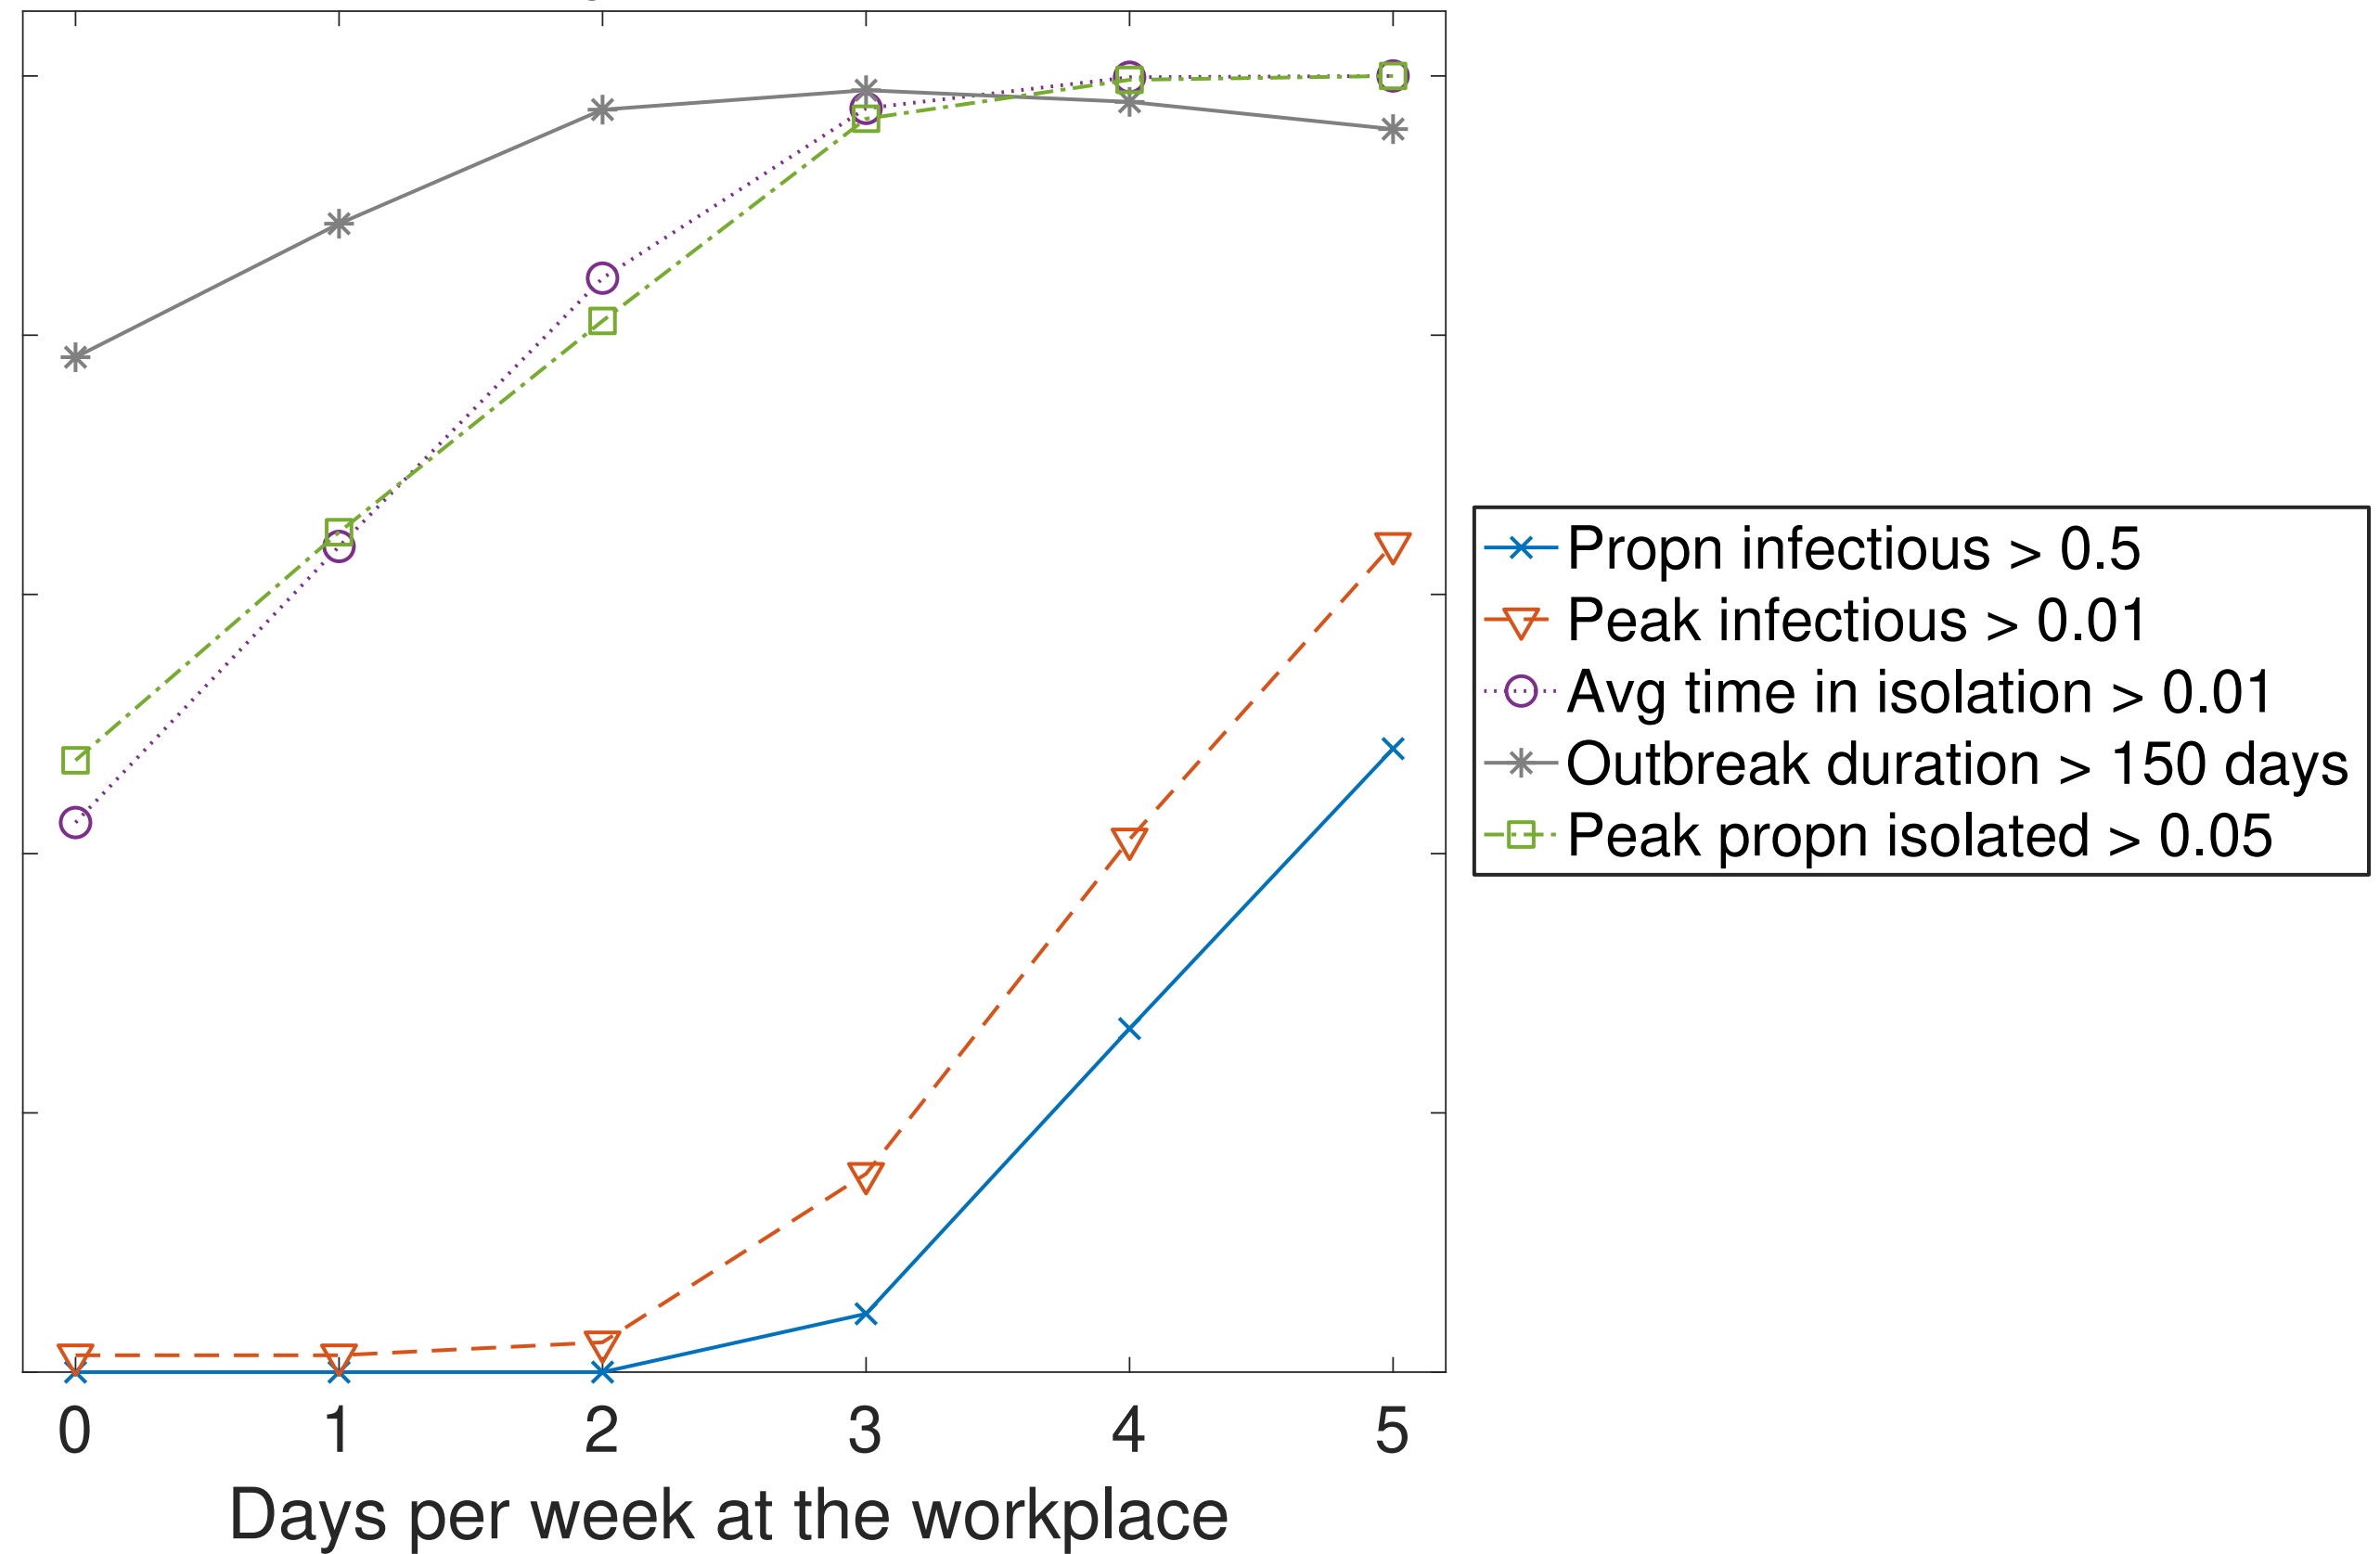 Propn infectious > 0.5
Peak infectious > 0.01
Avg time in isolation > 0.01
Outbreak duration > 150 days
Peak propn isolated > 0.05
0 1 2 3 4 5
Days per week at the workplace